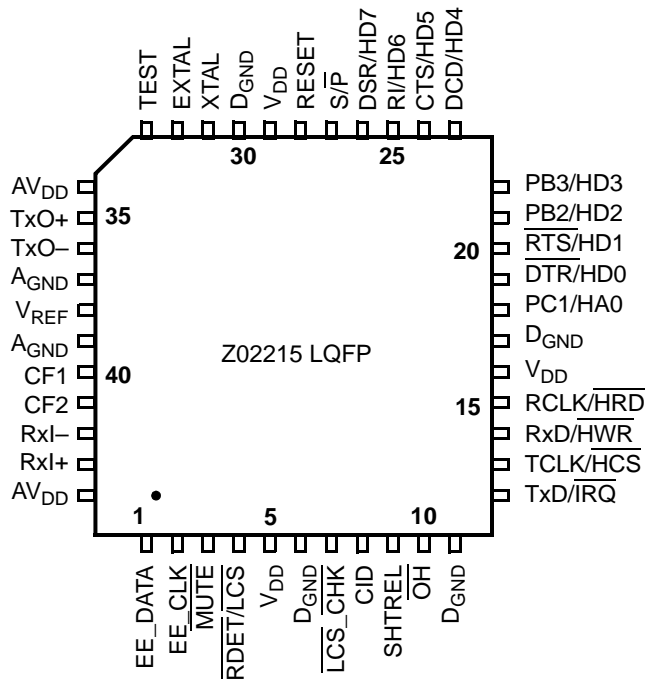 TEST
EXTAL
XTAL
DGND
VDD
RESET
S/P
DSR/HD7
RI/HD6
CTS/HD5
DCD/HD4
30
25
AVDD
TxO+
TxO–
AGND
VREF
AGND
CF1
CF2
RxI–
RxI+
AVDD
35
40
Z02215 LQFP
20
15
PB3/HD3
PB2/HD2
RTS/HD1
DTR/HD0
PC1/HA0
DGND
VDD
RCLK/HRD
RxD/HWR
TCLK/HCS
TxD/IRQ
1
5
10
EE_DATA
EE_CLK
MUTE
RDET/LCS
VDD
DGND
LCS_CHK
CID
SHTREL
OH
DGND